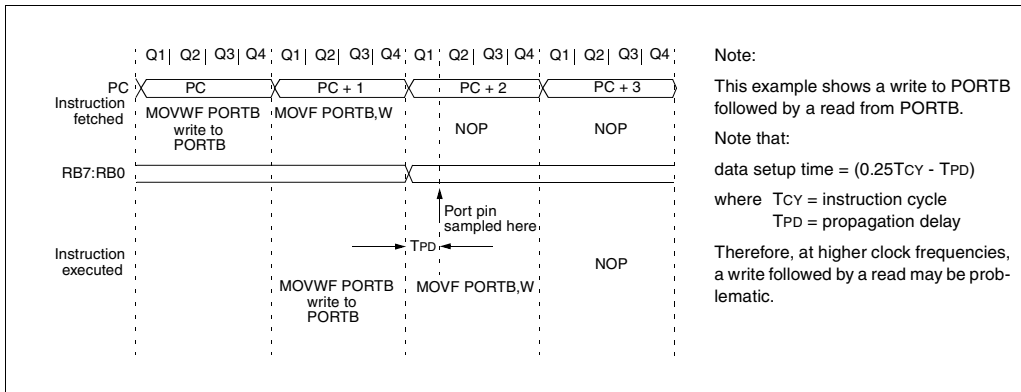 Q1| Q2| Q3| Q4 Q1| Q2| Q3| Q4 Q1| Q2| Q3| Q4 Q1| Q2| Q3| Q4
PC PC PC + 1 PC + 2 PC + 3
Instruction
fetched
MOVWF PORTB
write to
PORTB
MOVF PORTB,W
NOP
NOP
RB7:RB0
Port pin
sampled here
TPD
Instruction
executed
MOVWF PORTB
write to
PORTB
MOVF PORTB,W
NOP
Note:
This example shows a write to PORTB
followed by a read from PORTB.
Note that:
data setup time = (0.25TCY - TPD)
where TCY = instruction cycle
TPD = propagation delay
Therefore, at higher clock frequencies,
a write followed by a read may be prob-
lematic.